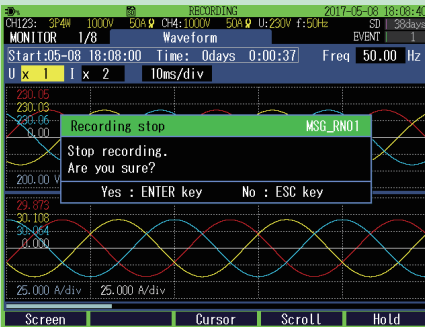 RECORDING 2017-05-08 18:08:40
CH123: 3P4W 1000V 50A CH4:1000V 50A U:230V f:50Hz SD 38days
MONITOR 1/8 Waveform EVENT 1
Start:05-08 18:08:00 Time: 0days 0:00:37 Freq 50.00 Hz
U x 1 I x 2 10ms/div
230.05
230.03
230.06
0.00
Recording stop MSG_RN01
Stop recording.
Are you sure?
Yes : ENTER key No : ESC key
200.00 V
29.873
30.108
30.064
0.000
25.000 A/div 25.000 A/div
Screen Cursor Scroll Hold